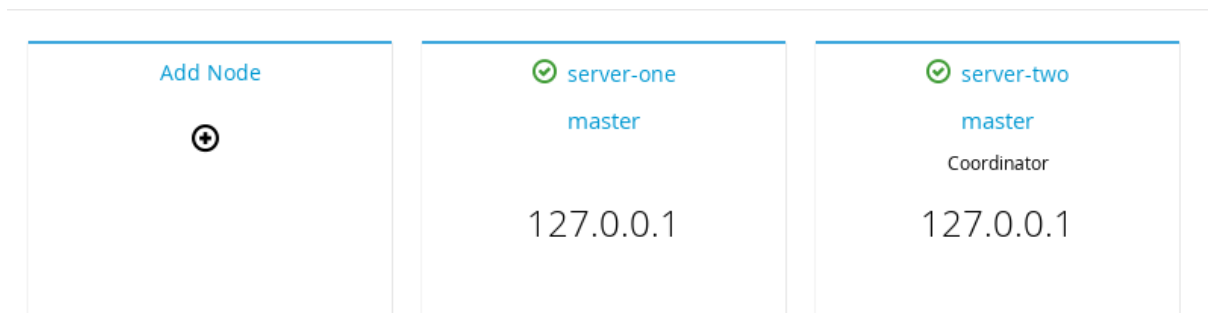 Add Node
server-one
master
127.0.0.1
server-two
master
Coordinator
127.0.0.1